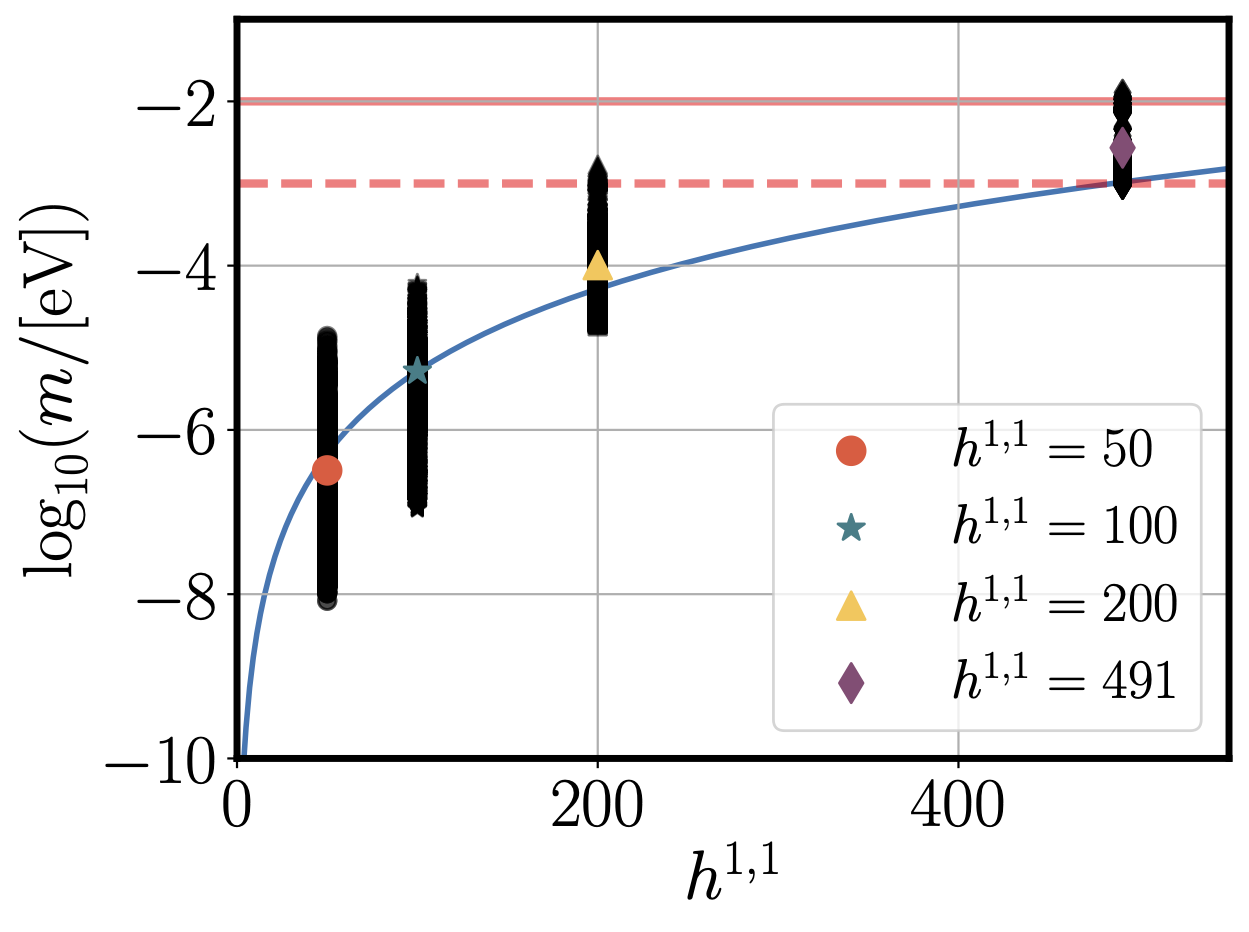 log₁₀(m/[eV])
−2
−4
−6
−8
−10
0
200
400
h¹,¹
h¹,¹ = 50
h¹,¹ = 100
h¹,¹ = 200
h¹,¹ = 491